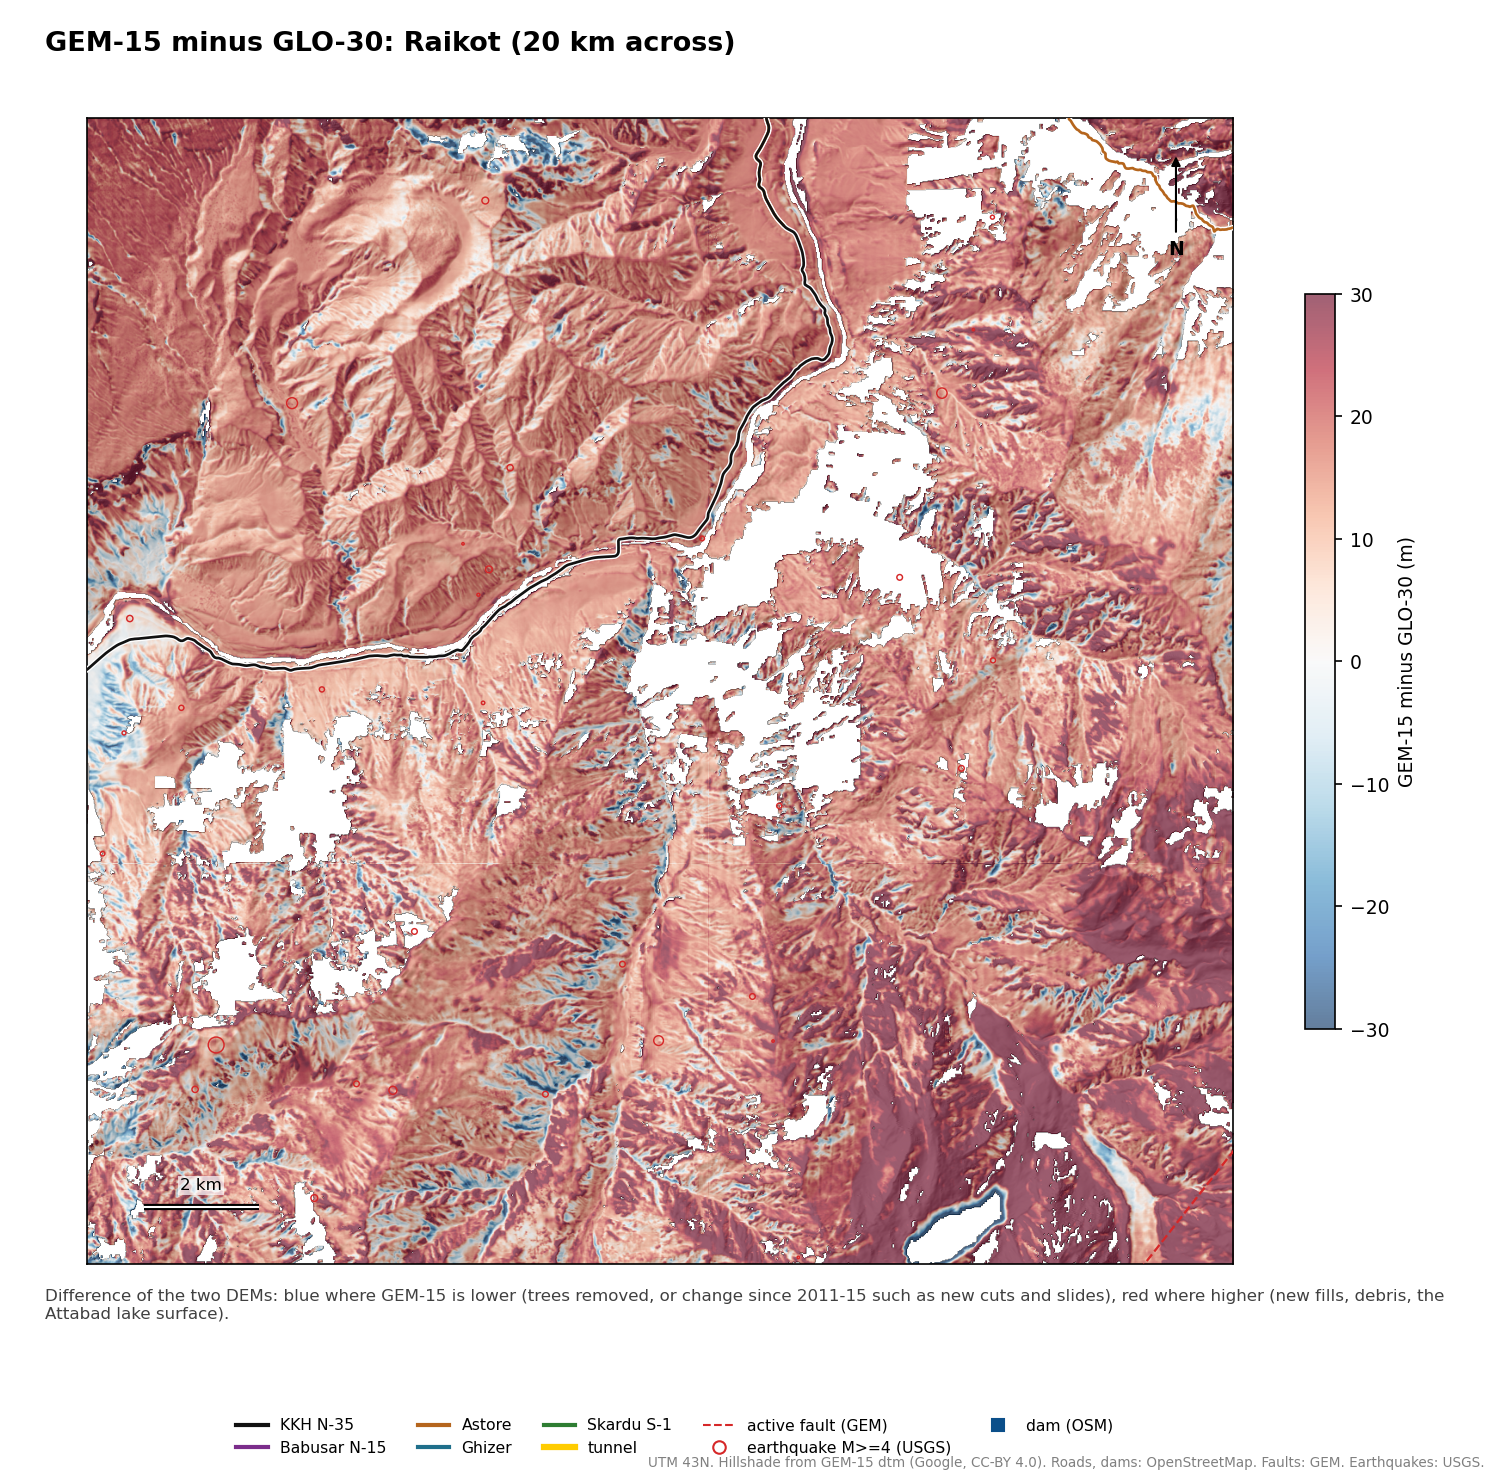 GEM-15 minus GLO-30: Raikot (20 km across)
N
30
20
10
0
−10
−20
−30
GEM-15 minus GLO-30 (m)
2 km
Difference of the two DEMs: blue where GEM-15 is lower (trees removed, or change since 2011-15 such as new cuts and slides), red where higher (new fills, debris, the
Attabad lake surface).
KKH N-35
Astore
Skardu S-1
active fault (GEM)
dam (OSM)
Babusar N-15
Ghizer
tunnel
earthquake M>=4 (USGS)
UTM 43N. Hillshade from GEM-15 dtm (Google, CC-BY 4.0). Roads, dams: OpenStreetMap. Faults: GEM. Earthquakes: USGS.